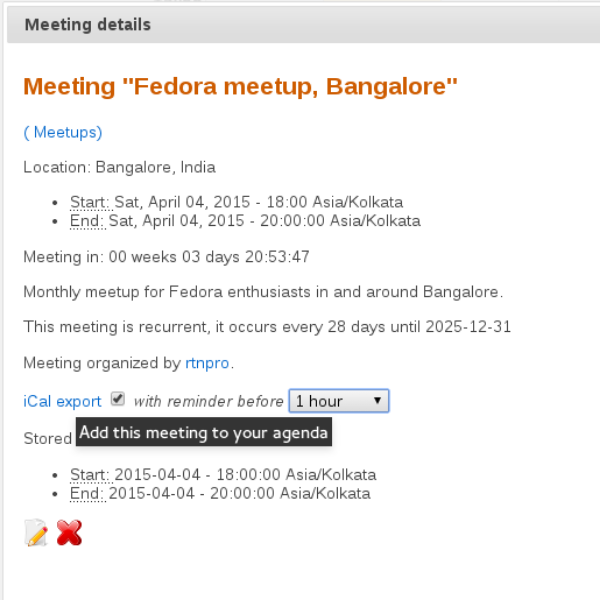 Meeting details
Meeting "Fedora meetup, Bangalore"
( Meetups)
Location: Bangalore, India
• Start: Sat, April 04, 2015 - 18:00 Asia/Kolkata
• End: Sat, April 04, 2015 - 20:00:00 Asia/Kolkata
Meeting in: 00 weeks 03 days 20:53:47
Monthly meetup for Fedora enthusiasts in and around Bangalore.
This meeting is recurrent, it occurs every 28 days until 2025-12-31
Meeting organized by rtnpro.
iCal export with reminder before 1 hour
Stored Add this meeting to your agenda
• Start: 2015-04-04 - 18:00:00 Asia/Kolkata
• End: 2015-04-04 - 20:00:00 Asia/Kolkata